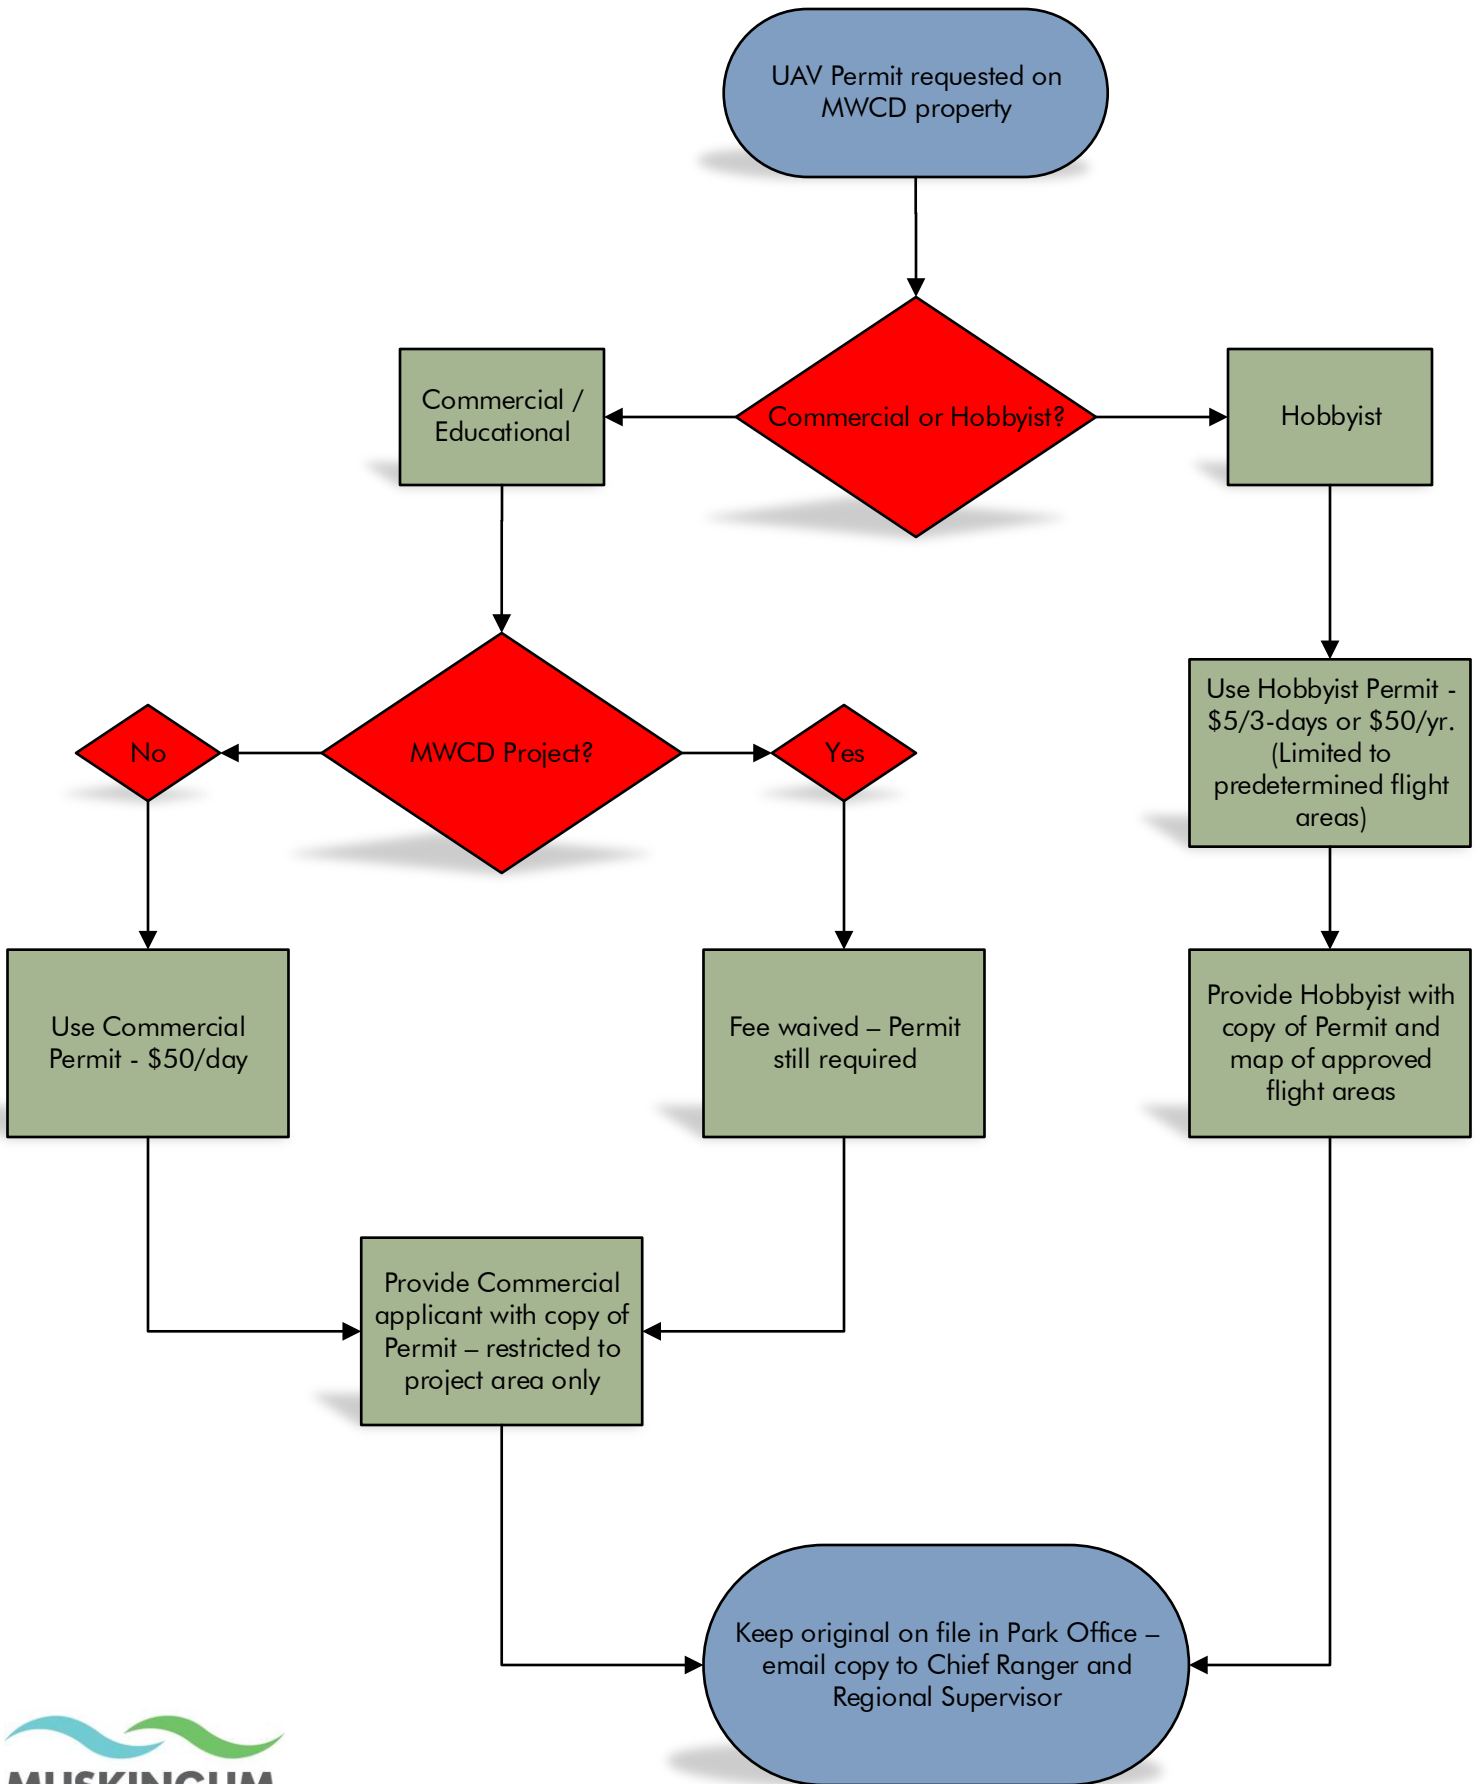 UAV Permit requested on
MWCD property
Commercial /
Educational
Commercial or Hobbyist?
Hobbyist
No
MWCD Project?
Yes
Use Hobbyist Permit -
$5/3-days or $50/yr.
(Limited to
predetermined flight
areas)
Use Commercial
Permit - $50/day
Fee waived – Permit
still required
Provide Hobbyist with
copy of Permit and
map of approved
flight areas
Provide Commercial
applicant with copy of
Permit – restricted to
project area only
Keep original on file in Park Office –
email copy to Chief Ranger and
Regional Supervisor
MUSKINGUM